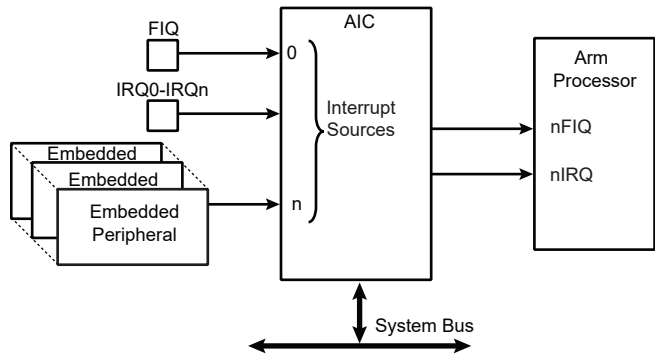 FIQ
AIC
0
Arm
Processor
IRQ0-IRQn
Interrupt
Sources
nFIQ
Embedded
nIRQ
Embedded
Embedded
Peripheral
n
System Bus